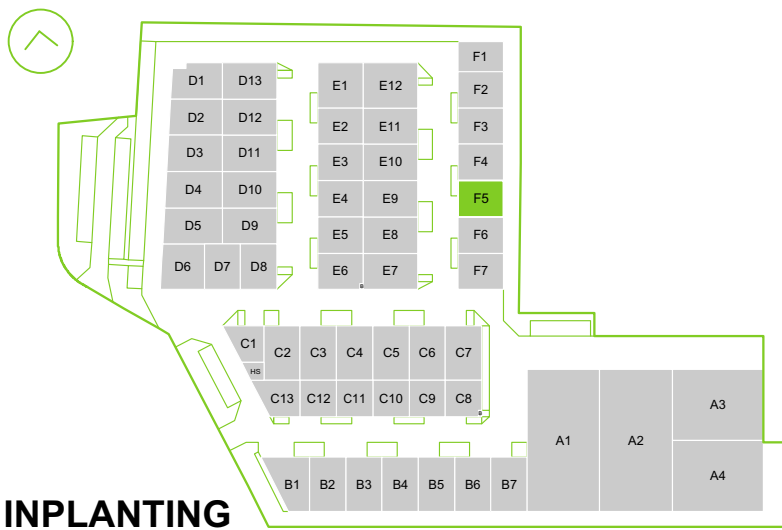 F1
D1 D13 E1 E12 F2
D2 D12 E2 E11 F3
D3 D11 E3 E10 F4
D4 D10 E4 E9 F5
D5 D9 E5 E8 F6
D6 D7 D8 E6 E7 F7
C1 C2 C3 C4 C5 C6 C7
HS
C13 C12 C11 C10 C9 C8
A1 A2 A3
A4
B1 B2 B3 B4 B5 B6 B7
INPLANTING